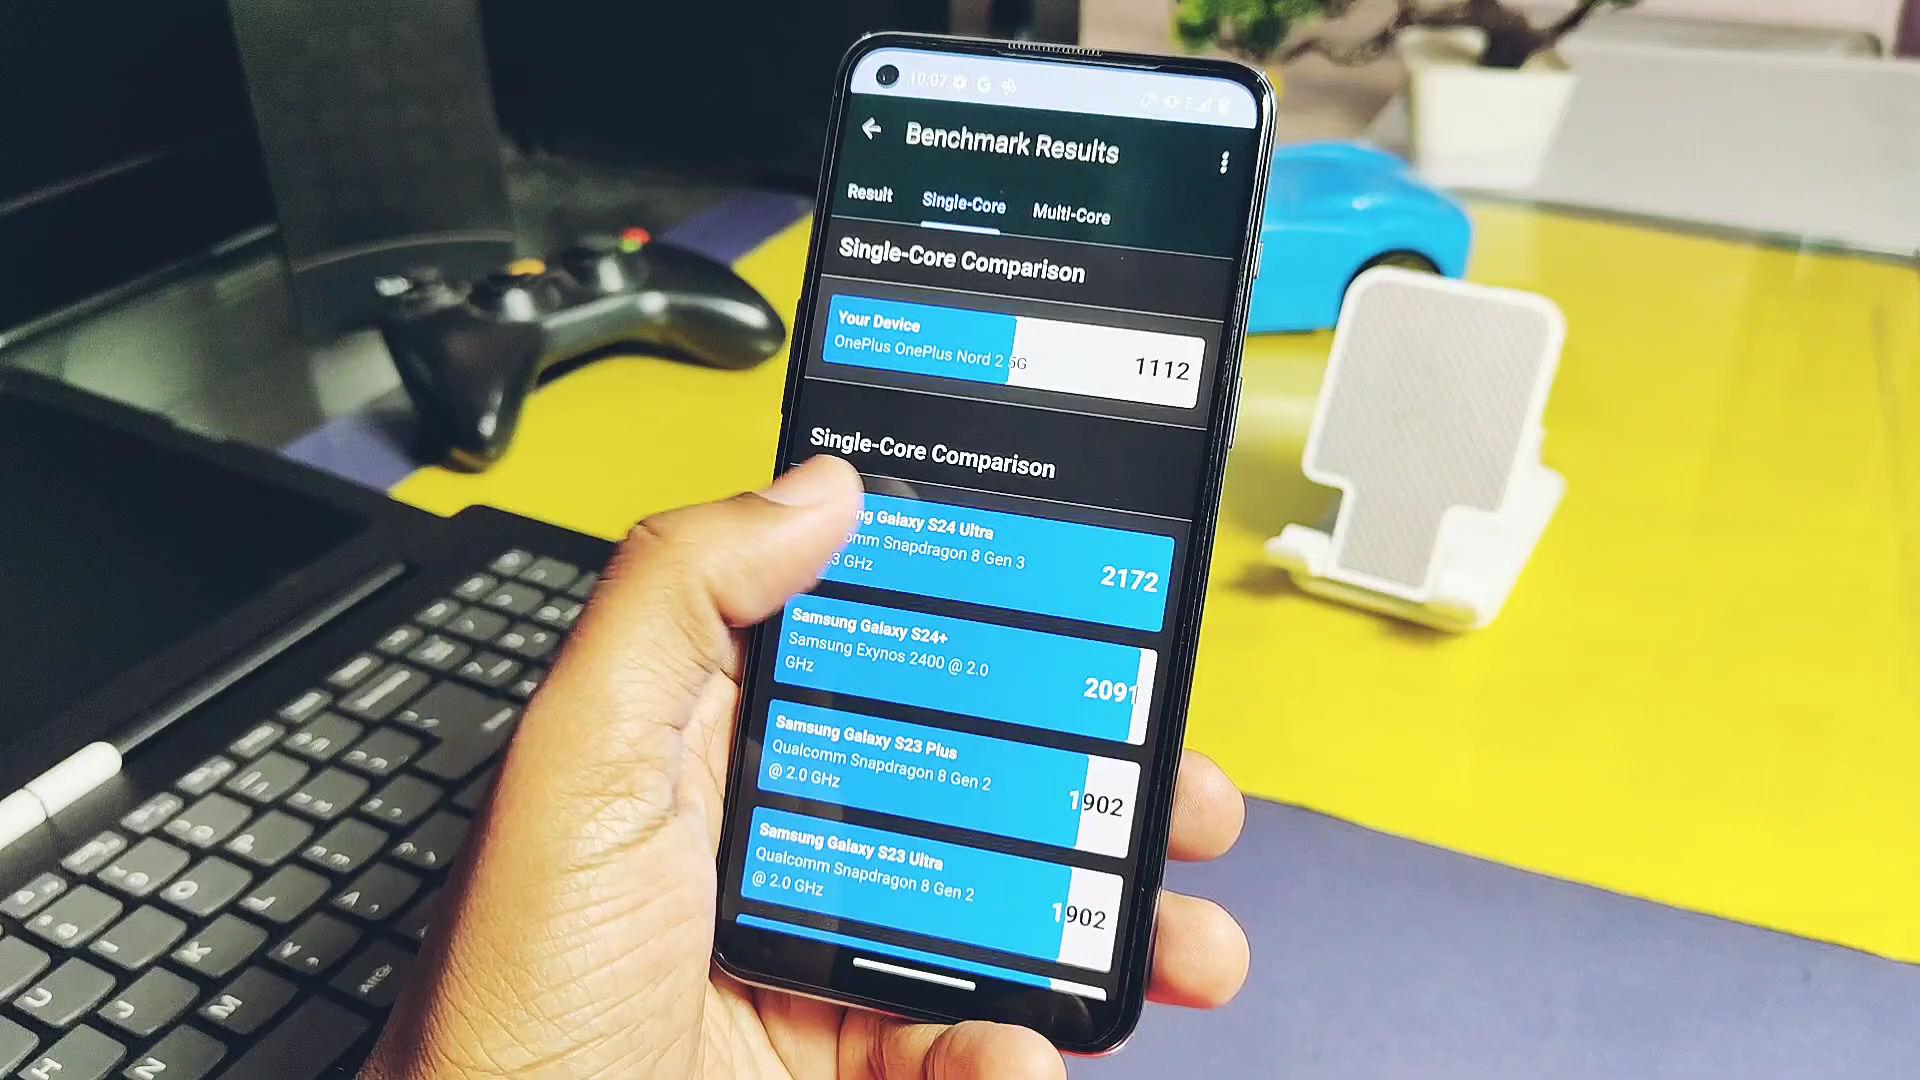 10:07
Benchmark Results
Result Single-Core Multi-Core
Single-Core Comparison
Your Device
OnePlus OnePlus Nord 2 5G
1112
Single-Core Comparison
ng Galaxy S24 Ultra
omm Snapdragon 8 Gen 3
.3 GHz
2172
Samsung Galaxy S24+
Samsung Exynos 2400 @ 2.0
GHz
2091
Samsung Galaxy S23 Plus
Qualcomm Snapdragon 8 Gen 2
@ 2.0 GHz
1902
Samsung Galaxy S23 Ultra
Qualcomm Snapdragon 8 Gen 2
@ 2.0 GHz
1902